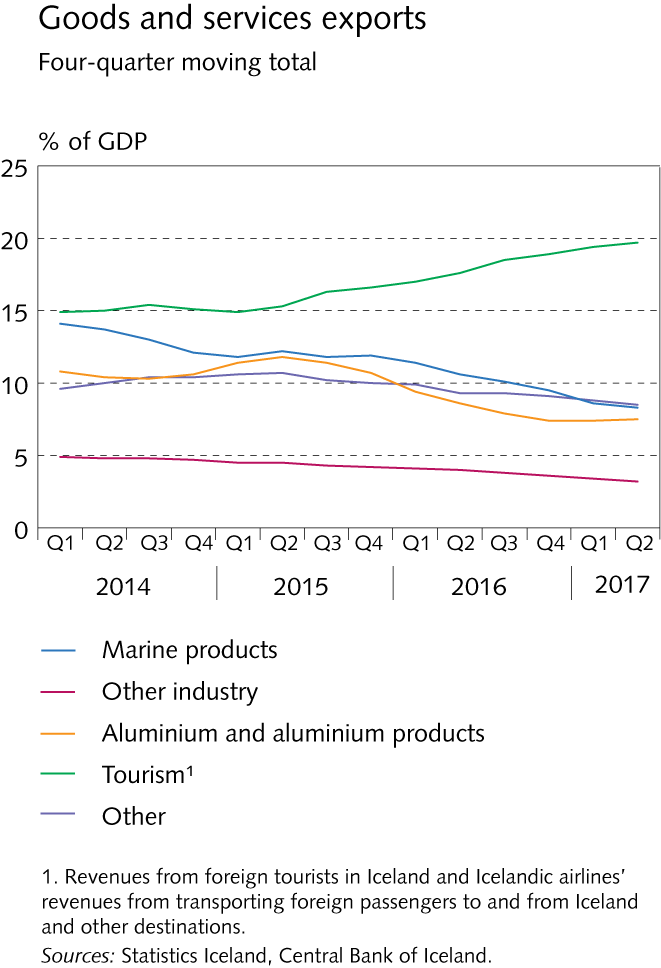 Goods and services exports
Four-quarter moving total
% of GDP
25
20
15
10
5
0
Q1 Q2 Q3 Q4 Q1 Q2 Q3 Q4 Q1 Q2 Q3 Q4 Q1 Q2
2014 2015 2016 2017
Marine products
Other industry
Aluminium and aluminium products
Tourism¹
Other
1. Revenues from foreign tourists in Iceland and Icelandic airlines’
revenues from transporting foreign passengers to and from Iceland
and other destinations.
Sources: Statistics Iceland, Central Bank of Iceland.